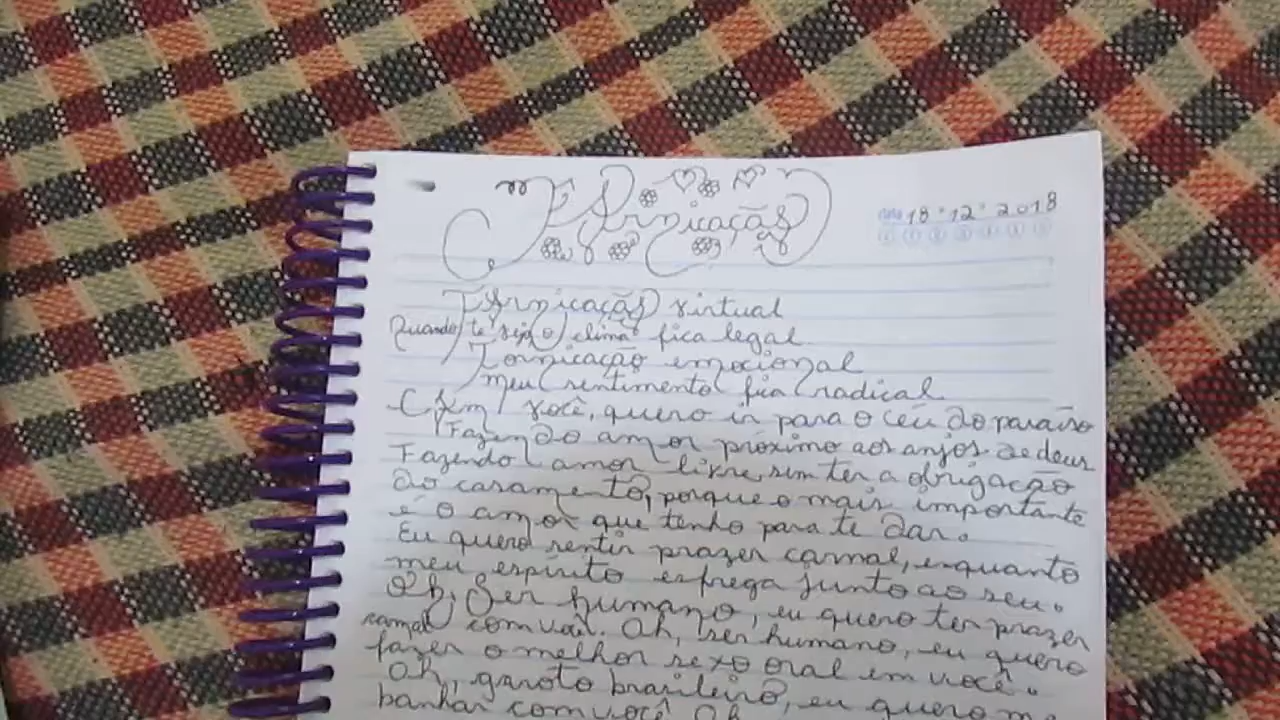 "Fornicação
data 18.12.2018
Fornicação virtual
Quando te vejo o clima fica legal
Fornicação emocional
meu sentimento fica radical
Com você, quero ir para o céu do paraíso
Fazendo amor próximo aos anjos de deus
Fazendo amor livre sem ter a obrigação
do casamento, porque o mais importante
é o amor que tenho para te dar.
Eu quero sentir prazer carnal, enquanto
meu espírito esfrega junto ao seu.
Oh, Ser humano, eu quero ter prazer
carnal com você. Ah, ser humano, eu quero
fazer o melhor sexo oral em você.
Ah, garoto brasileiro, eu quero me
banhar com você. Oh